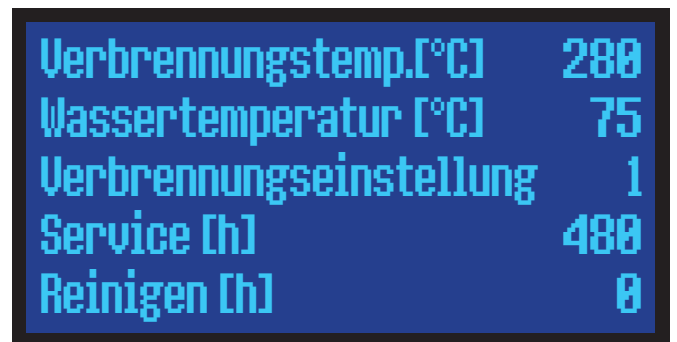 Verbrennungstemp.[°C] 280
Wassertemperatur [°C] 75
Verbrennungseinstellung 1
Service [h] 480
Reinigen [h] 0